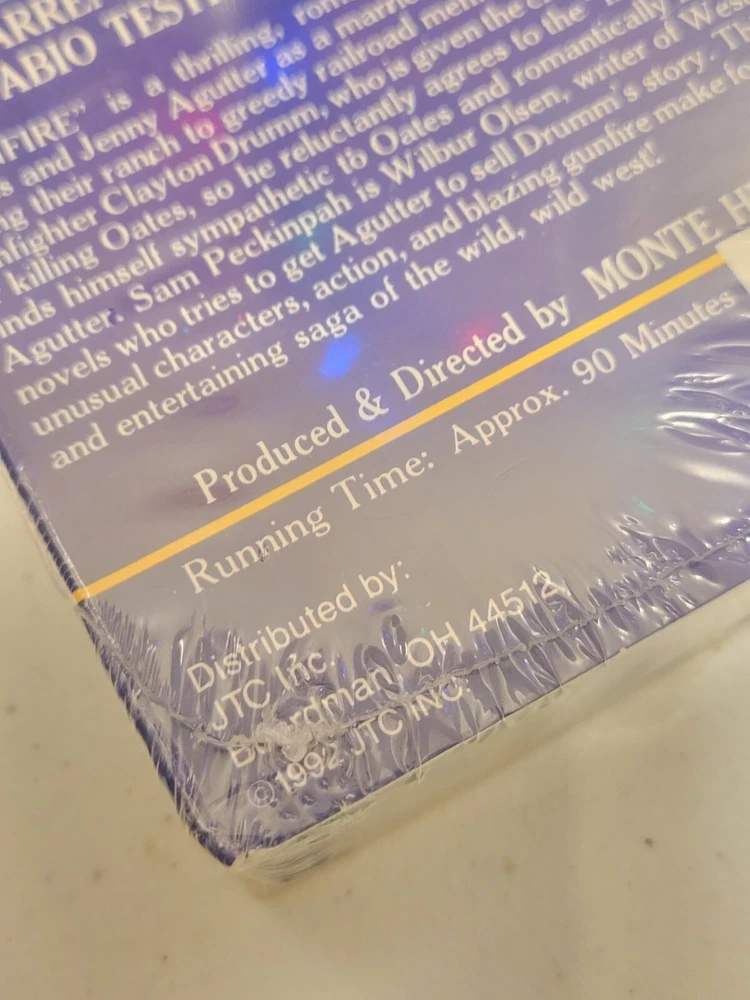 ABIO TESTI
FIRE" is a thrilling, rom
s and Jenny Agutter as a marrie
ng their ranch to greedy railroad men
nfighter Clayton Drumm, who is given the c
killing Oates, so he reluctantly agrees to the
nds himself sympathetic to Oates and romantically
Agutter. Sam Peckinpah is Wilbur Olsen, writer of Wes
novels who tries to get Agutter to sell Drumm's story. Th
unusual characters, action, and blazing gunfire make fo
and entertaining saga of the wild, wild west!
Produced & Directed by MONTE H
Running Time: Approx. 90 Minutes
Distributed by:
JTC Inc.
Boardman, OH 44512
©1992 JTC INC.